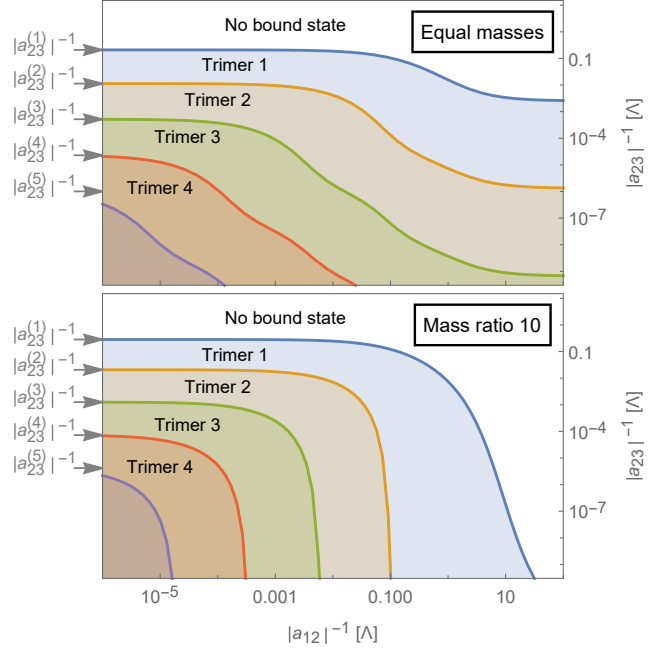 No bound state
Equal masses
|a₂₃⁽¹⁾|⁻¹
|a₂₃⁽²⁾|⁻¹
|a₂₃⁽³⁾|⁻¹
|a₂₃⁽⁴⁾|⁻¹
|a₂₃⁽⁵⁾|⁻¹
Trimer 1
Trimer 2
Trimer 3
Trimer 4
0.1
10⁻⁴
10⁻⁷
|a₂₃|⁻¹ [Λ]
No bound state
Mass ratio 10
|a₂₃⁽¹⁾|⁻¹
|a₂₃⁽²⁾|⁻¹
|a₂₃⁽³⁾|⁻¹
|a₂₃⁽⁴⁾|⁻¹
|a₂₃⁽⁵⁾|⁻¹
Trimer 1
Trimer 2
Trimer 3
Trimer 4
0.1
10⁻⁴
10⁻⁷
|a₂₃|⁻¹ [Λ]
10⁻⁵ 0.001 0.100 10
|a₁₂|⁻¹ [Λ]